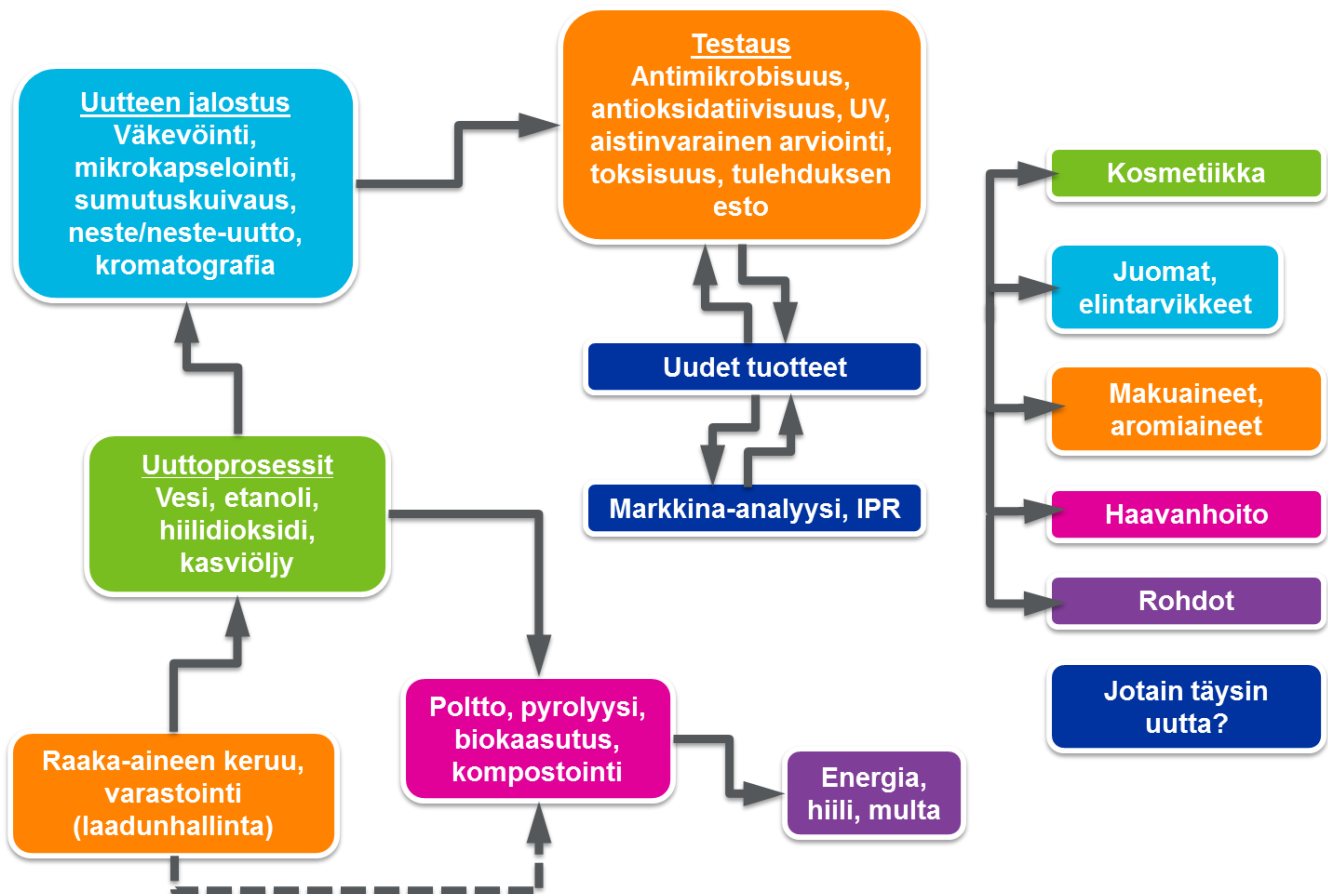 Uutteen jalostus
Väkevöinti,
mikrokapselointi,
sumutuskuivaus,
neste/neste-uutto,
kromatografia
Testaus
Antimikrobisuus,
antioksidatiivisuus, UV,
aistinvarainen arviointi,
toksisuus, tulehduksen
esto
Uudet tuotteet
Markkina-analyysi, IPR
Uuttoprosessit
Vesi, etanoli,
hiilidioksidi,
kasviöljy
Raaka-aineen keruu,
varastointi
(laadunhallinta)
Poltto, pyrolyysi,
biokaasutus,
kompostointi
Energia,
hiili, multa
Kosmetiikka
Juomat,
elintarvikkeet
Makuaineet,
aromiaineet
Haavanhoito
Rohdot
Jotain täysin
uutta?